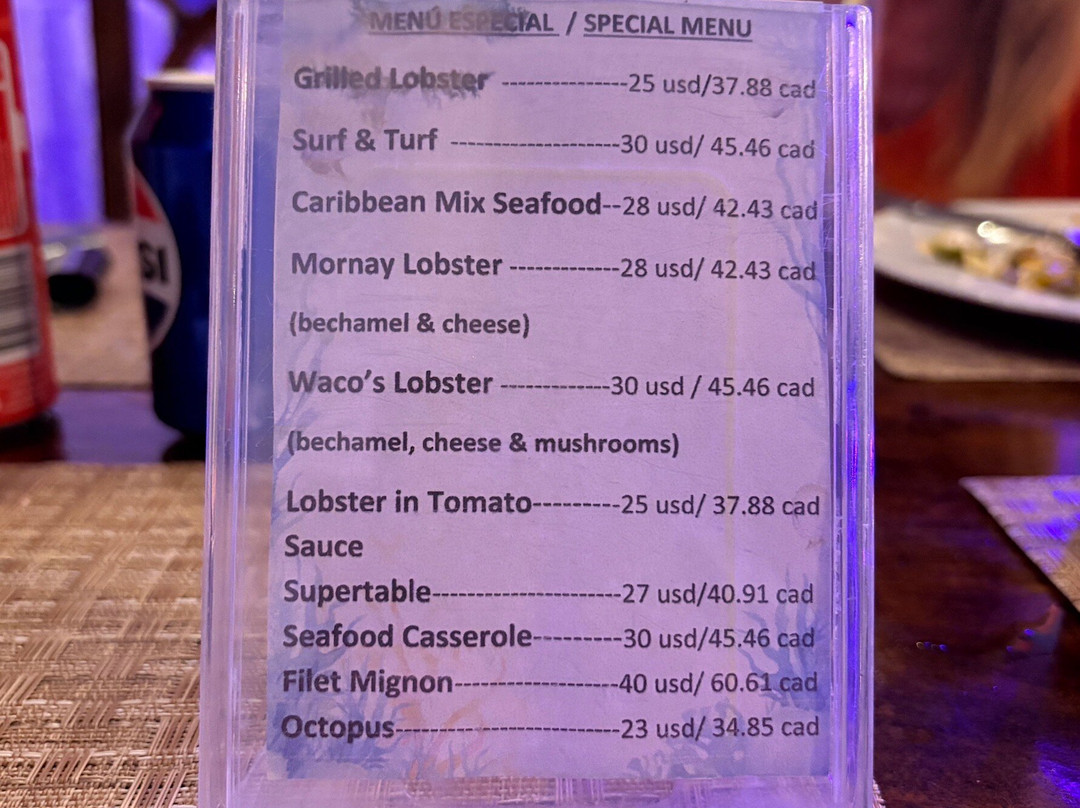 MENÚ ESPECIAL / SPECIAL MENU
Grilled Lobster ---------------25 usd/37.88 cad
Surf & Turf --------------------30 usd/ 45.46 cad
Caribbean Mix Seafood--28 usd/ 42.43 cad
Mornay Lobster -------------28 usd/ 42.43 cad
(bechamel & cheese)
Waco’s Lobster -------------30 usd / 45.46 cad
(bechamel, cheese & mushrooms)
Lobster in Tomato----------25 usd/ 37.88 cad
Sauce
Supertable----------------------27 usd/40.91 cad
Seafood Casserole----------30 usd/45.46 cad
Filet Mignon-------------------40 usd/ 60.61 cad
Octopus--------------------------23 usd/ 34.85 cad
SI